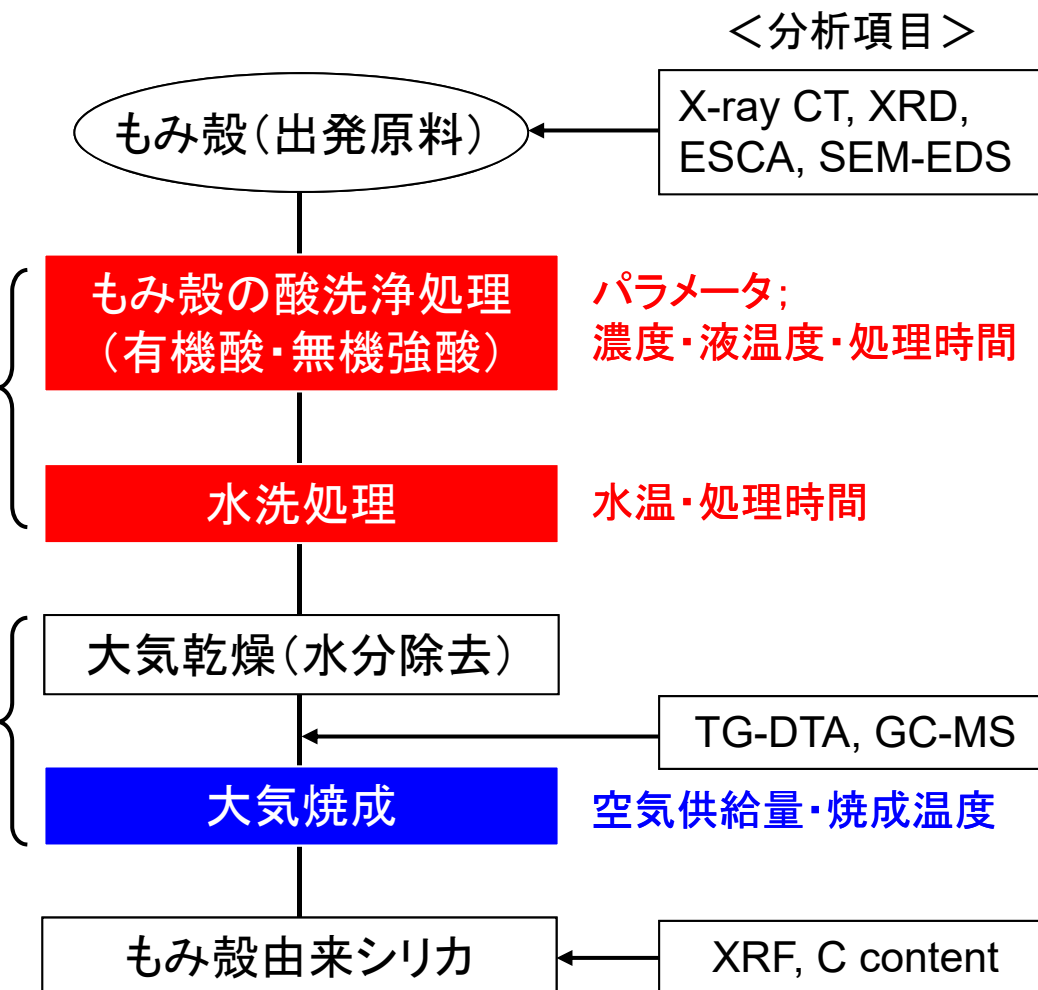 ＜分析項目＞
もみ殻（出発原料）
X-ray CT, XRD,
ESCA, SEM-EDS
もみ殻の酸洗浄処理
（有機酸・無機強酸）
パラメータ;
濃度・液温度・処理時間
水洗処理
水温・処理時間
大気乾燥（水分除去）
TG-DTA, GC-MS
大気焼成
空気供給量・焼成温度
もみ殻由来シリカ
XRF, C content